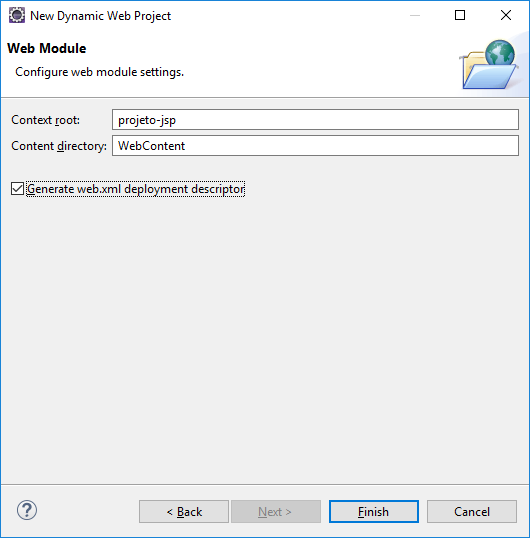 New Dynamic Web Project
Web Module
Configure web module settings.
Context root: projeto-jsp
Content directory: WebContent
Generate web.xml deployment descriptor
? < Back Next > Finish Cancel